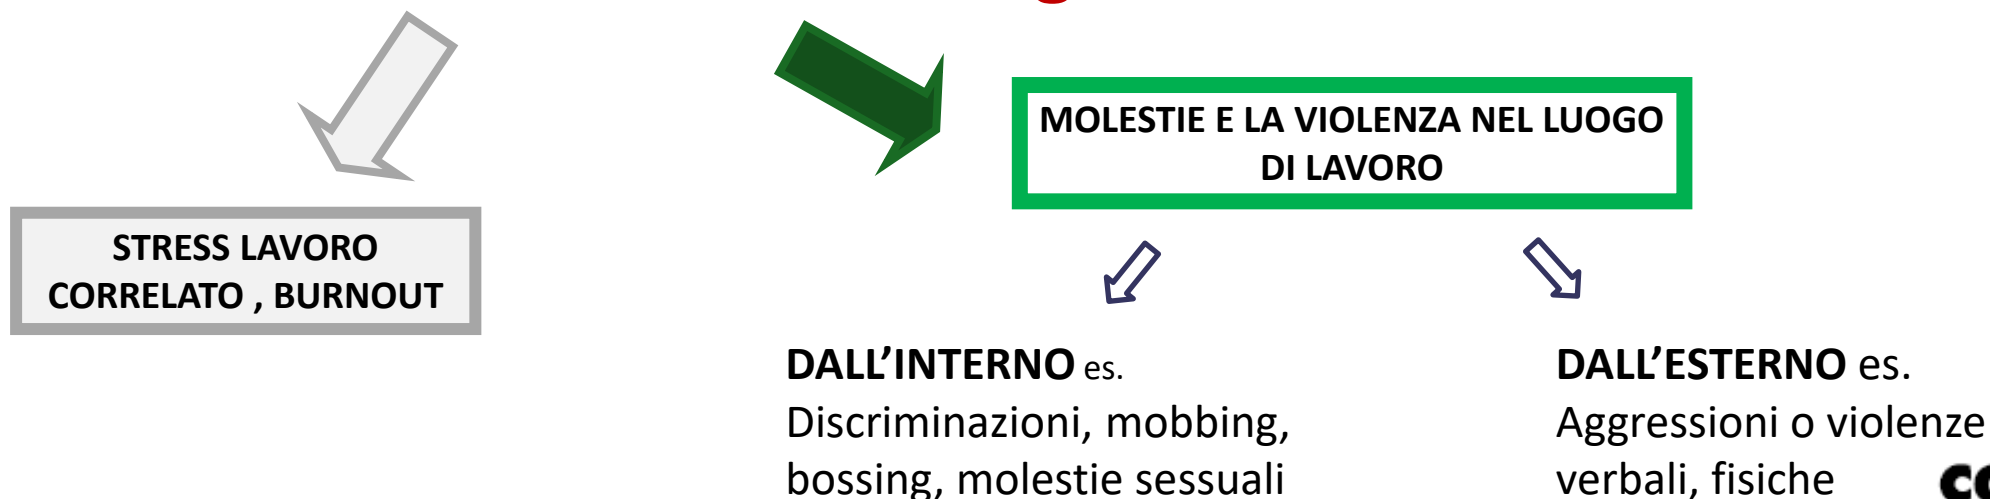 MOLESTIE E LA VIOLENZA NEL LUOGO
DI LAVORO
STRESS LAVORO
CORRELATO , BURNOUT
DALL’INTERNO es.
Discriminazioni, mobbing,
bossing, molestie sessuali
DALL’ESTERNO es.
Aggressioni o violenze
verbali, fisiche